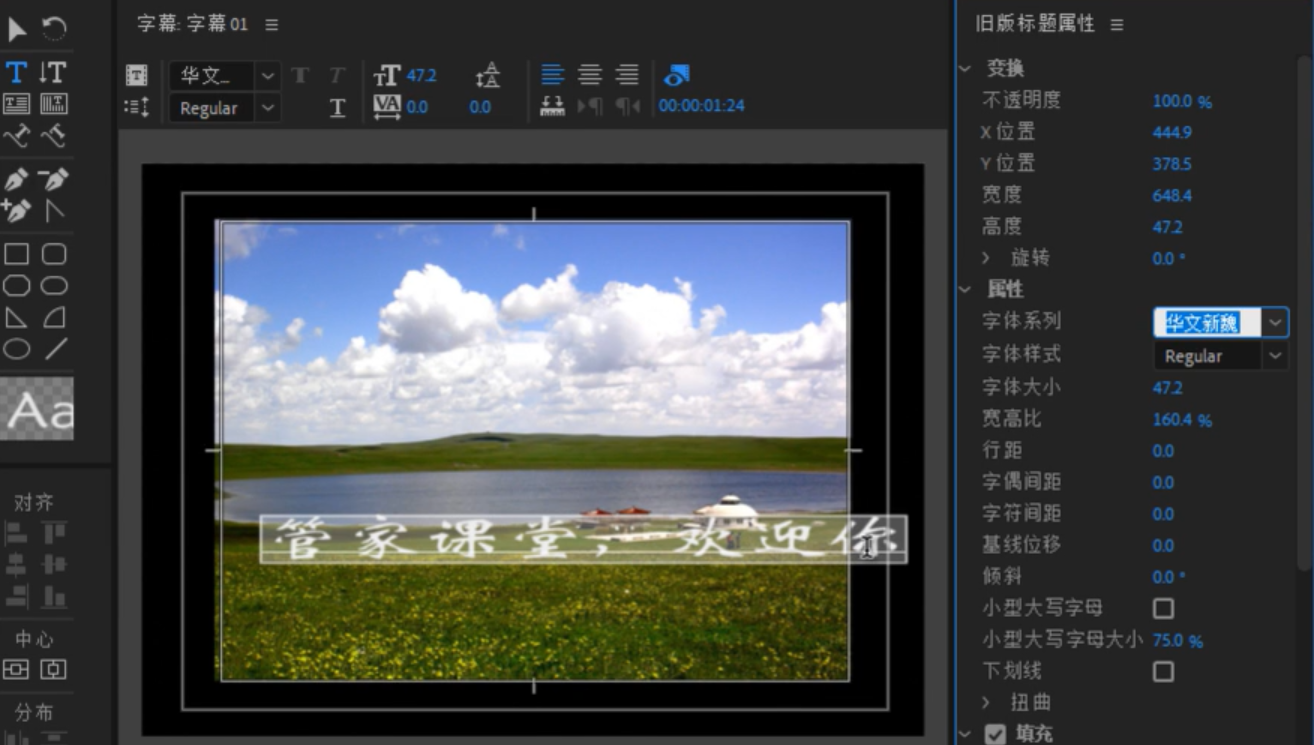 字幕: 字幕 01
华文...
47.2
Regular
0.0
0.0
00:00:01:24
Aa
对齐
中心
分布
管家课堂，欢迎你
旧版标题属性
变换
不透明度 100.0 %
X 位置 444.9
Y 位置 378.5
宽度 648.4
高度 47.2
旋转 0.0 °
属性
字体系列 华文新魏
字体样式 Regular
字体大小 47.2
宽高比 160.4 %
行距 0.0
字偶间距 0.0
字符间距 0.0
基线位移 0.0
倾斜 0.0 °
小型大写字母
小型大写字母大小 75.0 %
下划线
扭曲
填充